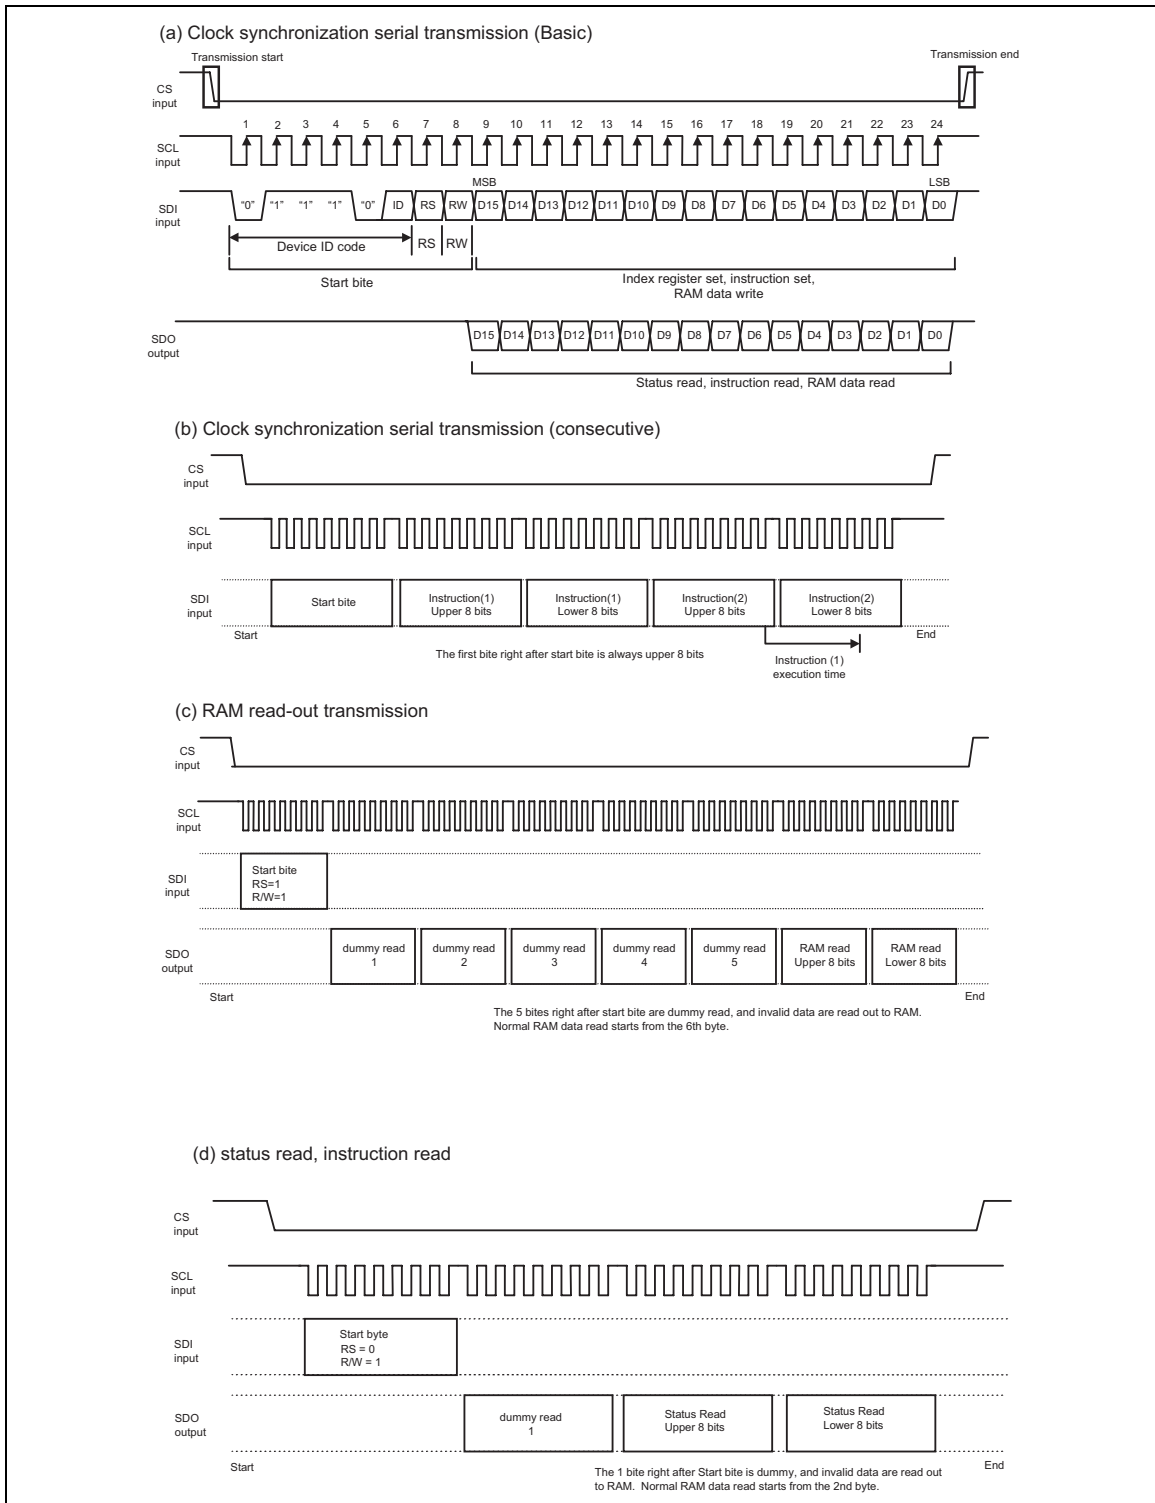 (a) Clock synchronization serial transmission (Basic)
Transmission start
Transmission end
CS
input
1 2 3 4 5 6 7 8 9 10 11 12 13 14 15 16 17 18 19 20 21 22 23 24
SCL
input
MSB
LSB
SDI
input
“0” “1” “1” “1” “0” ID RS RW D15 D14 D13 D12 D11 D10 D9 D8 D7 D6 D5 D4 D3 D2 D1 D0
Device ID code
RS
RW
Start bite
Index register set, instruction set,
RAM data write
SDO
output
D15 D14 D13 D12 D11 D10 D9 D8 D7 D6 D5 D4 D3 D2 D1 D0
Status read, instruction read, RAM data read
(b) Clock synchronization serial transmission (consecutive)
CS
input
SCL
input
SDI
input
Start bite
Instruction(1)
Upper 8 bits
Instruction(1)
Lower 8 bits
Instruction(2)
Upper 8 bits
Instruction(2)
Lower 8 bits
Start
End
The first bite right after start bite is always upper 8 bits
Instruction (1)
execution time
(c) RAM read-out transmission
CS
input
SCL
input
SDI
input
Start bite
RS=1
R/W=1
SDO
output
dummy read
1
dummy read
2
dummy read
3
dummy read
4
dummy read
5
RAM read
Upper 8 bits
RAM read
Lower 8 bits
Start
End
The 5 bites right after start bite are dummy read, and invalid data are read out to RAM.
Normal RAM data read starts from the 6th byte.
(d) status read, instruction read
CS
input
SCL
input
SDI
input
Start byte
RS = 0
R/W = 1
SDO
output
dummy read
1
Status Read
Upper 8 bits
Status Read
Lower 8 bits
Start
End
The 1 bite right after Start bite is dummy, and invalid data are read out
to RAM. Normal RAM data read starts from the 2nd byte.